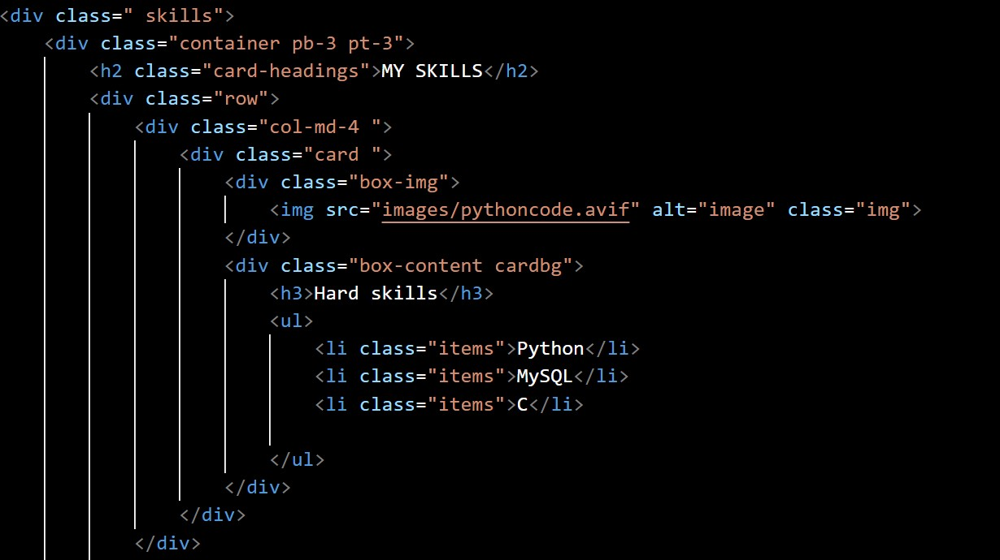 <div class=" skills">
    <div class="container pb-3 pt-3">
        <h2 class="card-headings">MY SKILLS</h2>
        <div class="row">
            <div class="col-md-4 ">
                <div class="card ">
                    <div class="box-img">
                        <img src="images/pythoncode.avif" alt="image" class="img">
                    </div>
                    <div class="box-content cardbg">
                        <h3>Hard skills</h3>
                        <ul>
                            <li class="items">Python</li>
                            <li class="items">MySQL</li>
                            <li class="items">C</li>

                        </ul>
                    </div>
                </div>
            </div>